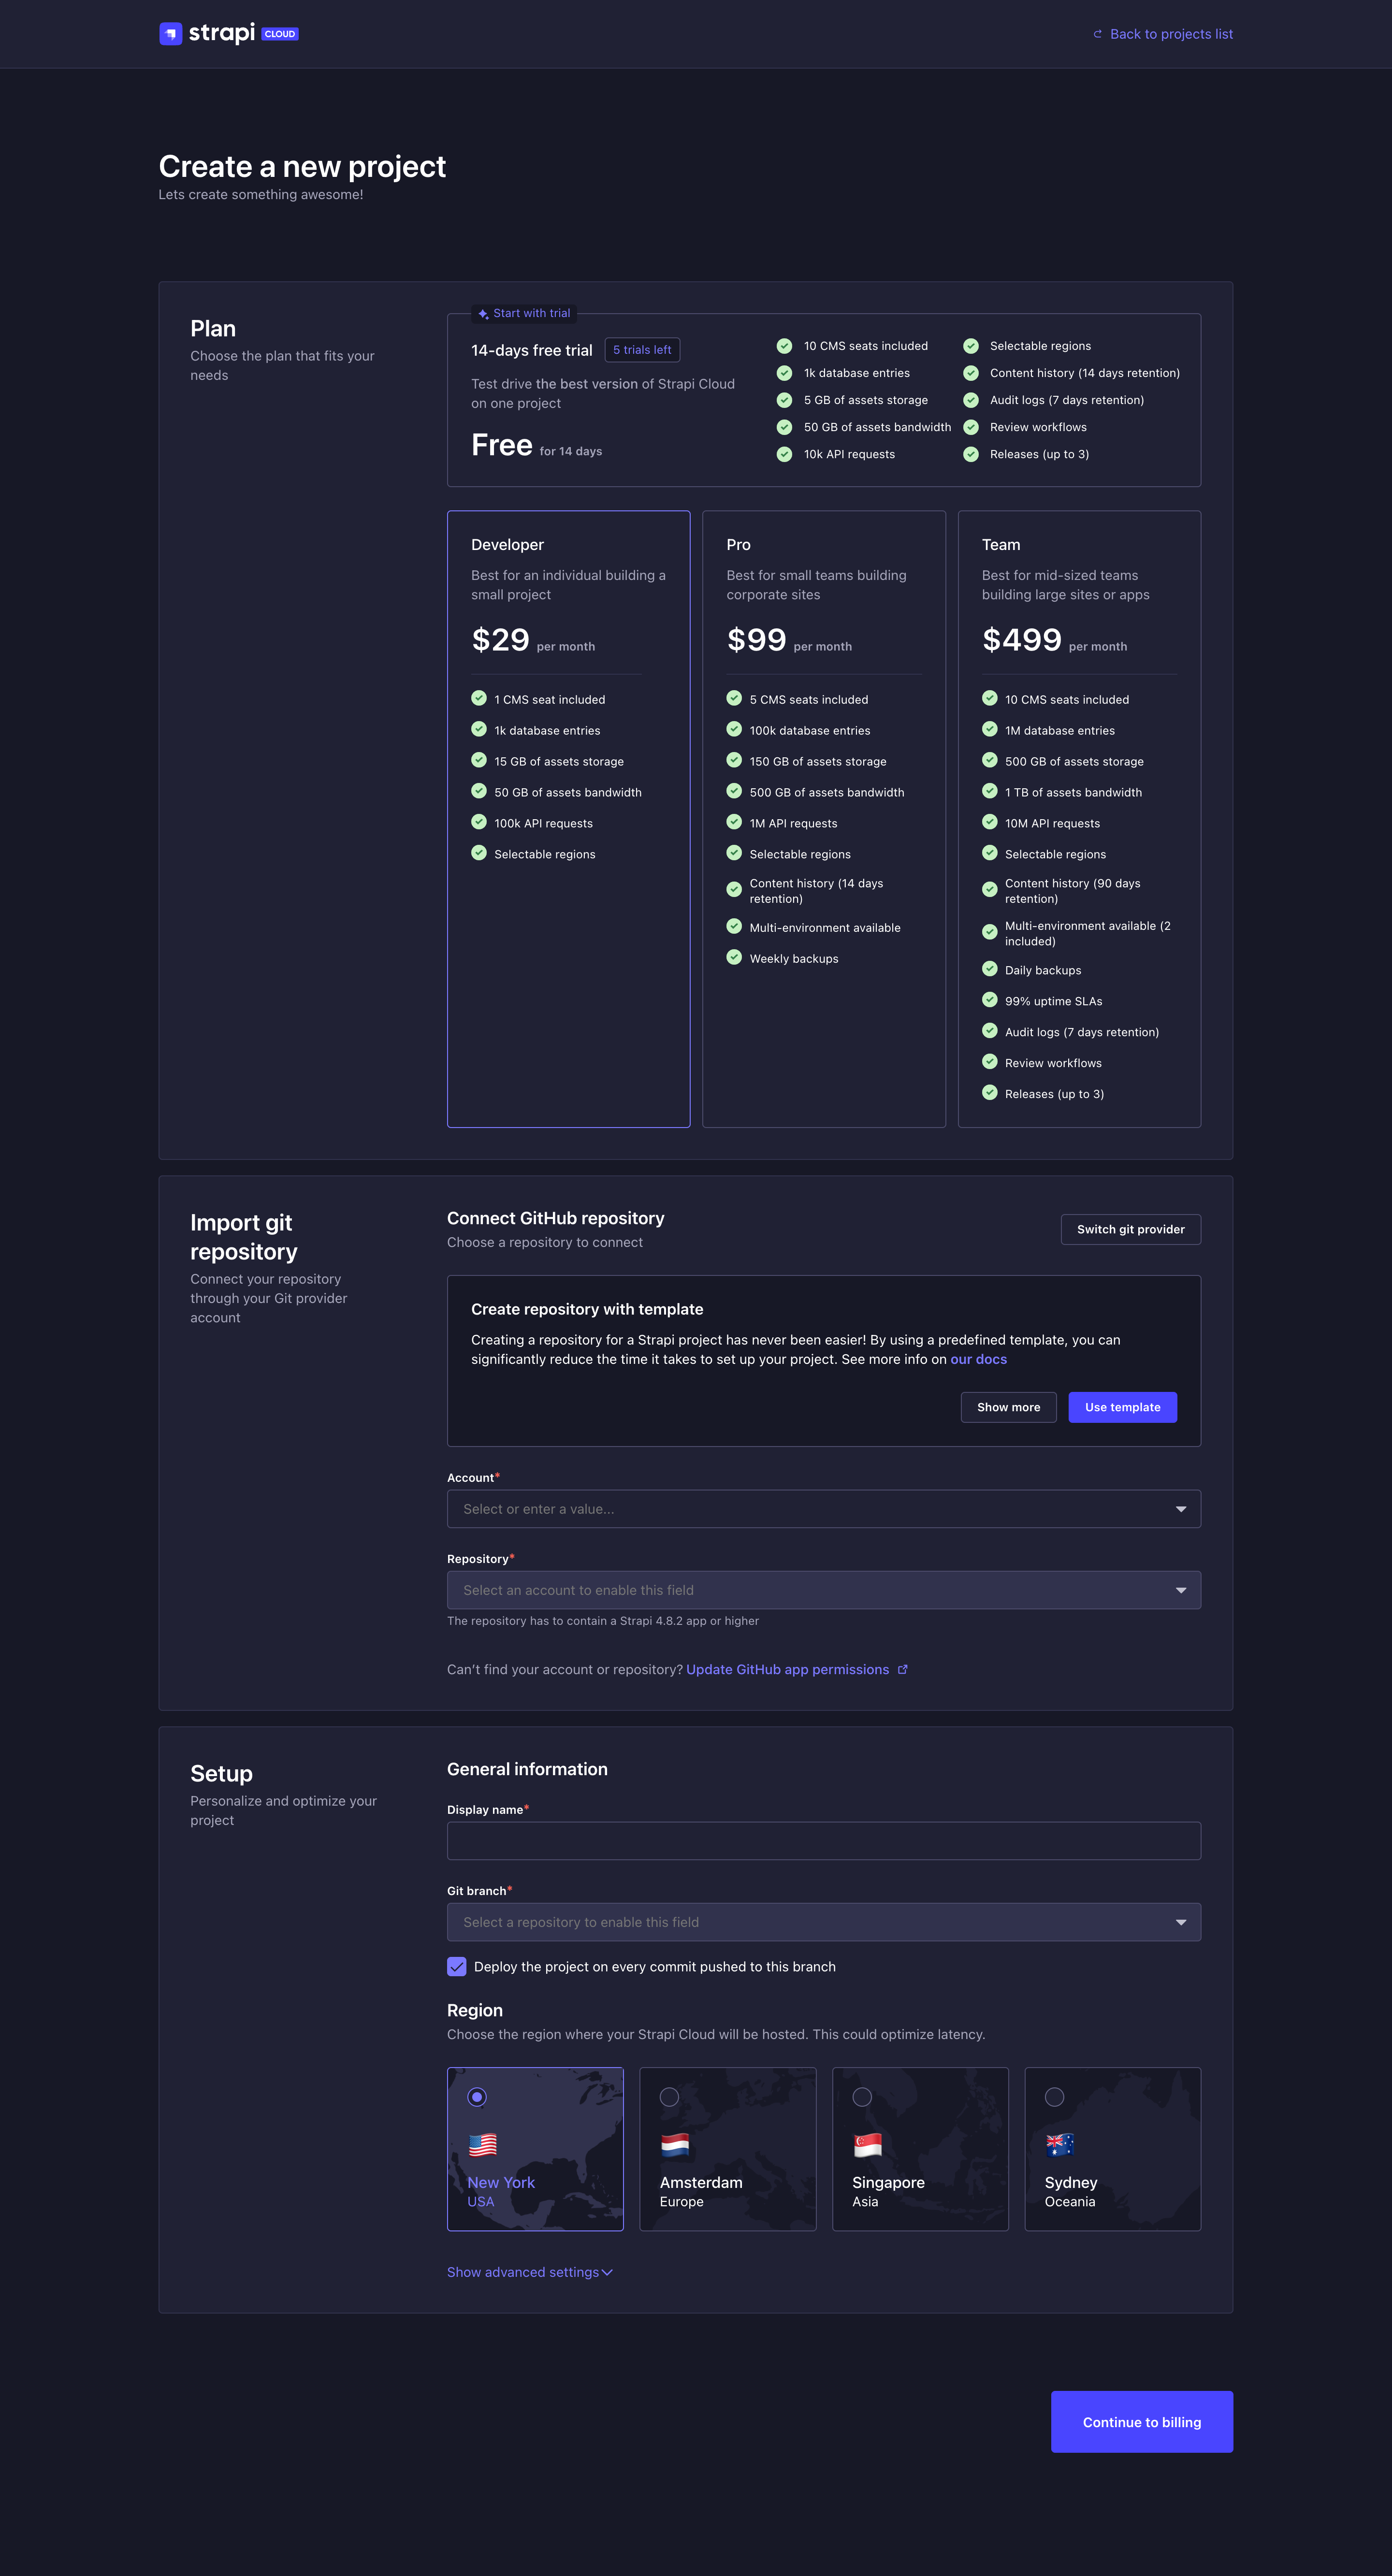 strapi CLOUD
Back to projects list
Create a new project
Lets create something awesome!
Plan
Choose the plan that fits your
needs
Start with trial
14-days free trial
5 trials left
Test drive the best version of Strapi Cloud
on one project
Free for 14 days
10 CMS seats included
1k database entries
5 GB of assets storage
50 GB of assets bandwidth
10k API requests
Selectable regions
Content history (14 days retention)
Audit logs (7 days retention)
Review workflows
Releases (up to 3)
Developer
Best for an individual building a
small project
$29 per month
1 CMS seat included
1k database entries
15 GB of assets storage
50 GB of assets bandwidth
100k API requests
Selectable regions
Pro
Best for small teams building
corporate sites
$99 per month
5 CMS seats included
100k database entries
150 GB of assets storage
500 GB of assets bandwidth
1M API requests
Selectable regions
Content history (14 days
retention)
Multi-environment available
Weekly backups
Team
Best for mid-sized teams
building large sites or apps
$499 per month
10 CMS seats included
1M database entries
500 GB of assets storage
1 TB of assets bandwidth
10M API requests
Selectable regions
Content history (90 days
retention)
Multi-environment available (2
included)
Daily backups
99% uptime SLAs
Audit logs (7 days retention)
Review workflows
Releases (up to 3)
Import git
repository
Connect your repository
through your Git provider
account
Connect GitHub repository
Choose a repository to connect
Switch git provider
Create repository with template
Creating a repository for a Strapi project has never been easier! By using a predefined template, you can
significantly reduce the time it takes to set up your project. See more info on our docs
Show more
Use template
Account*
Select or enter a value...
Repository*
Select an account to enable this field
The repository has to contain a Strapi 4.8.2 app or higher
Can't find your account or repository? Update GitHub app permissions
Setup
Personalize and optimize your
project
General information
Display name*
Git branch*
Select a repository to enable this field
Deploy the project on every commit pushed to this branch
Region
Choose the region where your Strapi Cloud will be hosted. This could optimize latency.
New York
USA
Amsterdam
Europe
Singapore
Asia
Sydney
Oceania
Show advanced settings
Continue to billing